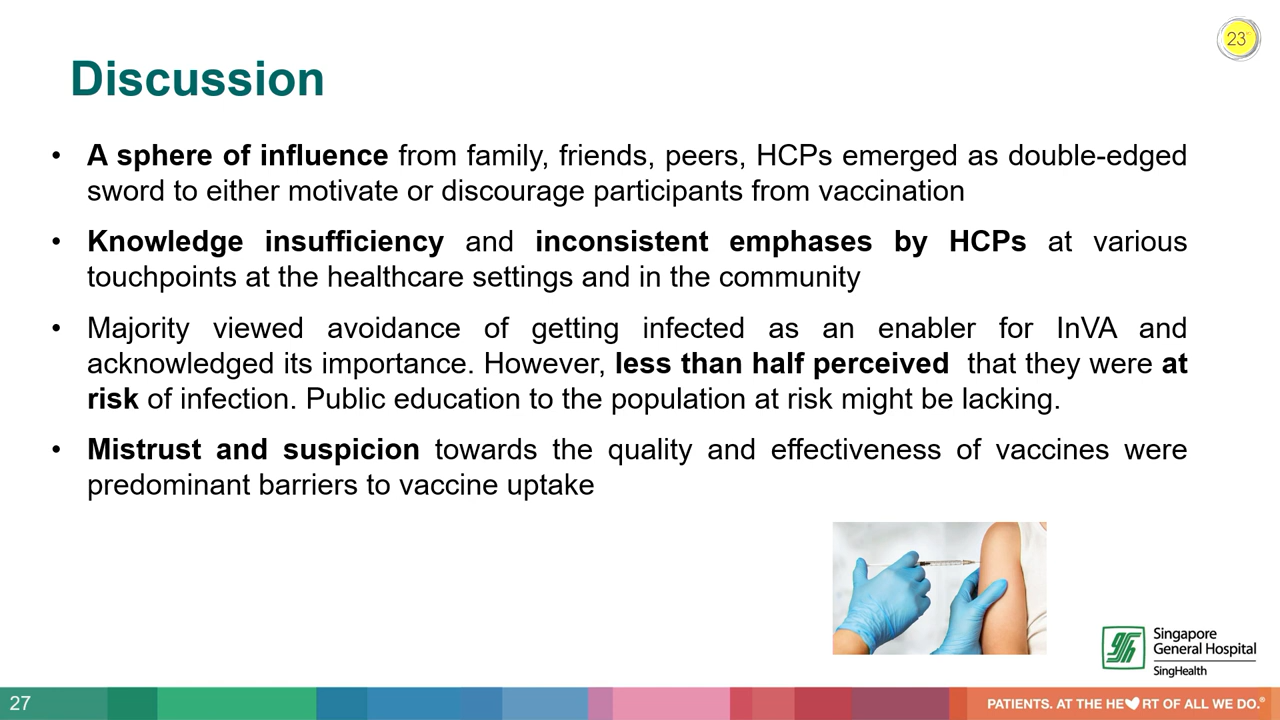 23
Discussion
• A sphere of influence from family, friends, peers, HCPs emerged as double-edged
sword to either motivate or discourage participants from vaccination
• Knowledge insufficiency and inconsistent emphases by HCPs at various
touchpoints at the healthcare settings and in the community
• Majority viewed avoidance of getting infected as an enabler for InVA and
acknowledged its importance. However, less than half perceived that they were at
risk of infection. Public education to the population at risk might be lacking.
• Mistrust and suspicion towards the quality and effectiveness of vaccines were
predominant barriers to vaccine uptake
Singapore
General Hospital
SingHealth
27
PATIENTS. AT THE HE❤RT OF ALL WE DO.®